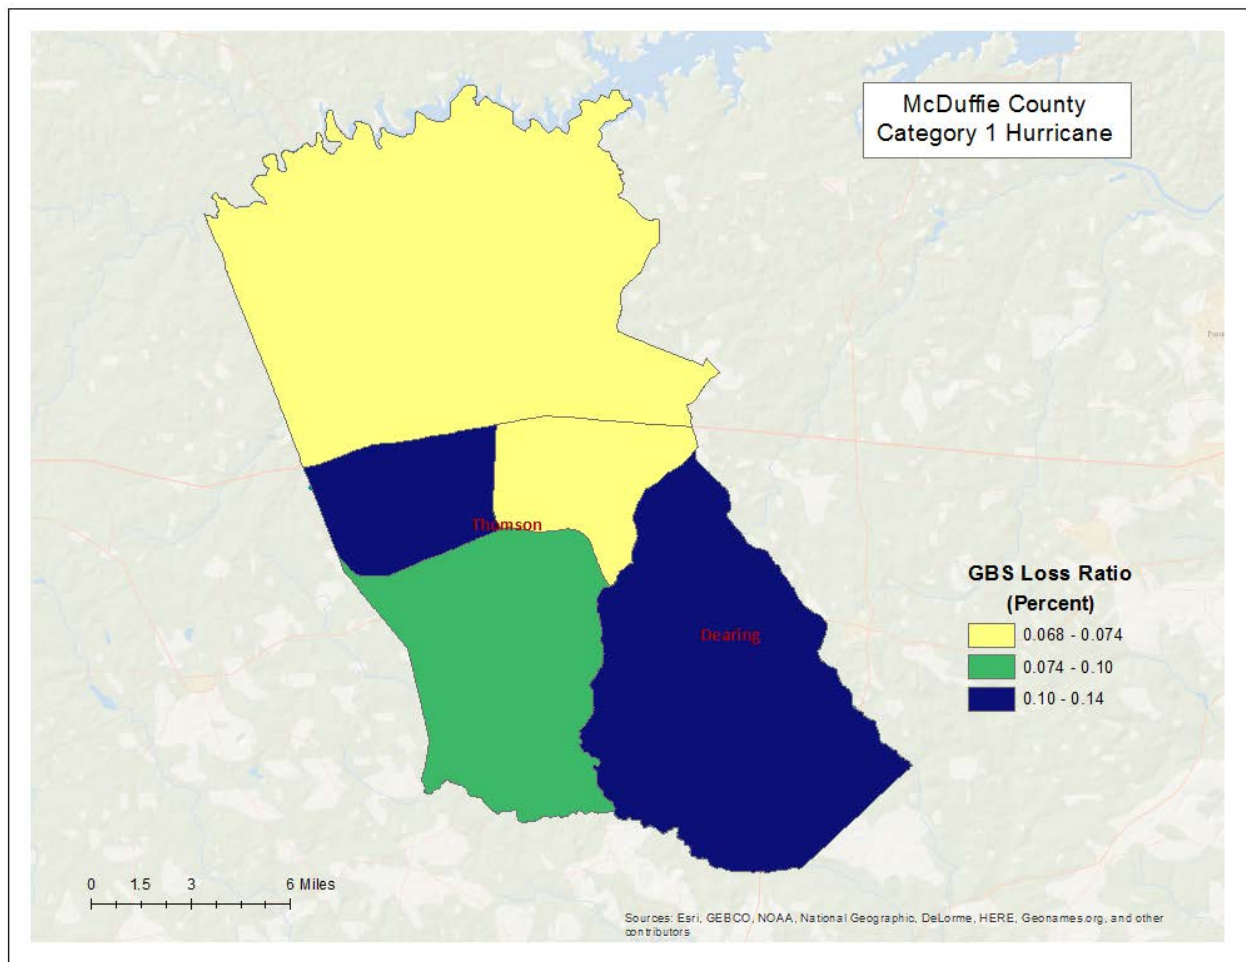 McDuffie County
Category 1 Hurricane
Thomson
Dearing
GBS Loss Ratio
(Percent)
0.068 - 0.074
0.074 - 0.10
0.10 - 0.14
0 1.5 3 6 Miles
Sources: Esri, GEBCO, NOAA, National Geographic, DeLorme, HERE, Geonames.org, and other
contributors